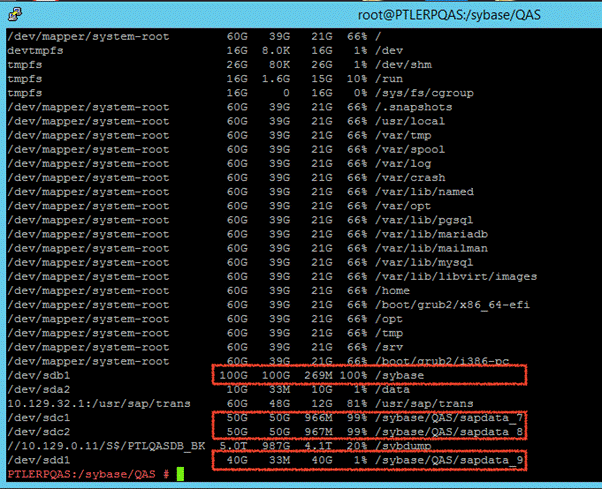 root@PTLERPQAS:/sybase/QAS
/dev/mapper/system-root 60G 39G 21G 66% /
devtmpfs 16G 8.0K 16G 1% /dev
tmpfs 26G 80K 26G 1% /dev/shm
tmpfs 16G 1.6G 15G 10% /run
tmpfs 16G 0 16G 0% /sys/fs/cgroup
/dev/mapper/system-root 60G 39G 21G 66% /.snapshots
/dev/mapper/system-root 60G 39G 21G 66% /usr/local
/dev/mapper/system-root 60G 39G 21G 66% /var/tmp
/dev/mapper/system-root 60G 39G 21G 66% /var/spool
/dev/mapper/system-root 60G 39G 21G 66% /var/log
/dev/mapper/system-root 60G 39G 21G 66% /var/crash
/dev/mapper/system-root 60G 39G 21G 66% /var/lib/named
/dev/mapper/system-root 60G 39G 21G 66% /var/opt
/dev/mapper/system-root 60G 39G 21G 66% /var/lib/pgsql
/dev/mapper/system-root 60G 39G 21G 66% /var/lib/mariadb
/dev/mapper/system-root 60G 39G 21G 66% /var/lib/mailman
/dev/mapper/system-root 60G 39G 21G 66% /var/lib/mysql
/dev/mapper/system-root 60G 39G 21G 66% /var/lib/libvirt/images
/dev/mapper/system-root 60G 39G 21G 66% /home
/dev/mapper/system-root 60G 39G 21G 66% /boot/grub2/x86_64-efi
/dev/mapper/system-root 60G 39G 21G 66% /opt
/dev/mapper/system-root 60G 39G 21G 66% /tmp
/dev/mapper/system-root 60G 39G 21G 66% /srv
/dev/mapper/system-root 60G 39G 21G 66% /boot/grub2/i386-pc
/dev/sdb1 100G 100G 269M 100% /sybase
/dev/sda2 10G 33M 10G 1% /data
10.129.32.1:/usr/sap/trans 60G 48G 12G 81% /usr/sap/trans
/dev/sdc1 50G 50G 966M 99% /sybase/QAS/sapdata_7
/dev/sdc2 50G 50G 967M 99% /sybase/QAS/sapdata_8
//10.129.0.11/S$/PTLQASDB_BK 5.0T 987G 4.1T 20% /sybdump
/dev/sdd1 40G 33M 40G 1% /sybase/QAS/sapdata_9
PTLERPQAS:/sybase/QAS #